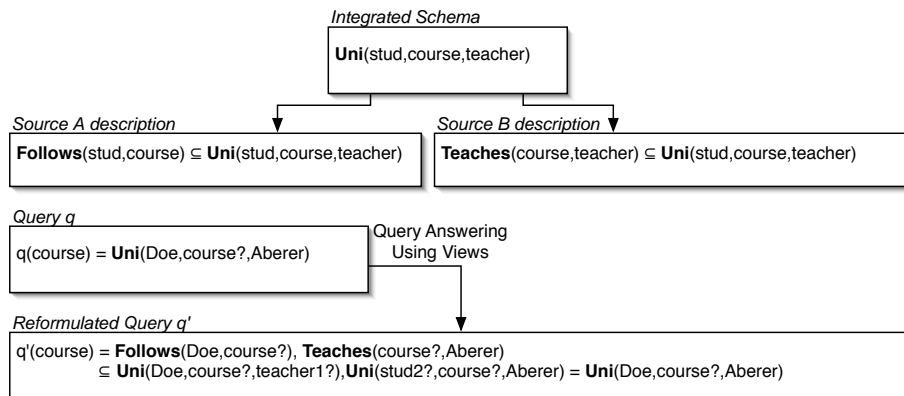 Integrated Schema
Uni(stud,course,teacher)
Source A description
Follows(stud,course) ⊆ Uni(stud,course,teacher)
Source B description
Teaches(course,teacher) ⊆ Uni(stud,course,teacher)
Query q
q(course) = Uni(Doe,course?,Aberer)
Query Answering
Using Views
Reformulated Query q'
q'(course) = Follows(Doe,course?), Teaches(course?,Aberer)
⊆ Uni(Doe,course?,teacher1?),Uni(stud2?,course?,Aberer) = Uni(Doe,course?,Aberer)